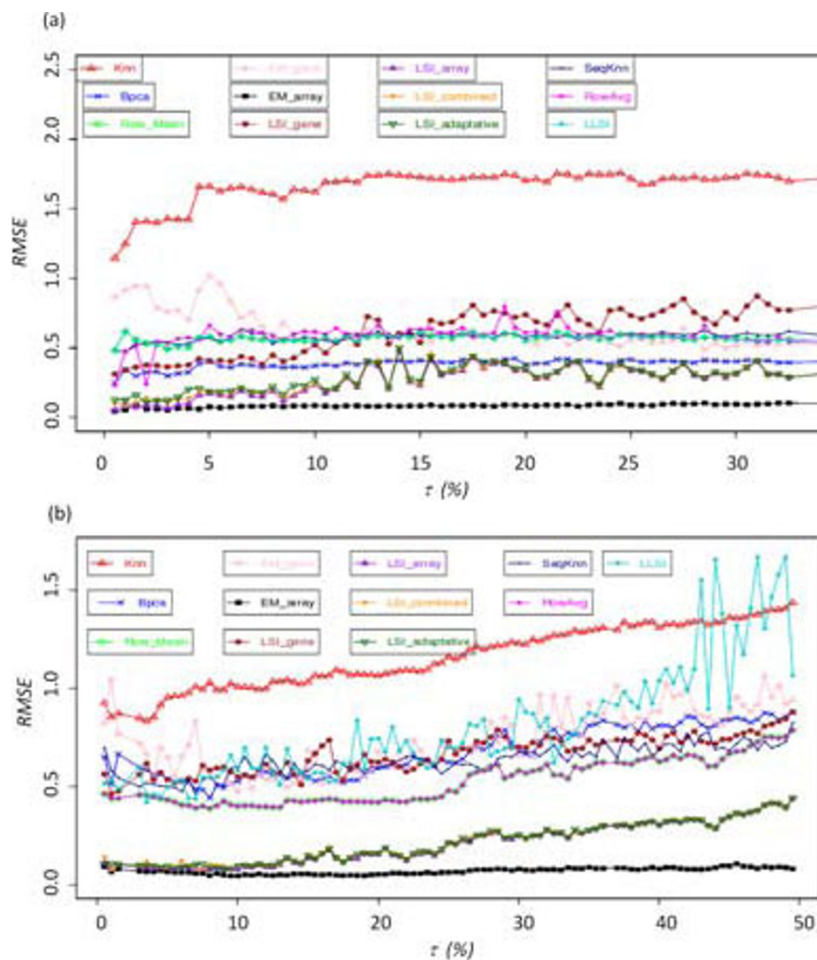 (a)
2.5
2.0
1.5
1.0
0.5
0.0
RMSE
Knn
EM_gene
LSI_array
SeqKnn
Bpca
EM_array
LSI_combined
RowAvg
Row_Mean
LSI_gene
LSI_adaptative
LLSI
0 5 10 15 20 25 30
τ (%)
(b)
1.5
1.0
0.5
0.0
RMSE
Knn
EM_gene
LSI_array
SeqKnn
LLSI
Bpca
EM_array
LSI_combined
RowAvg
Row_Mean
LSI_gene
LSI_adaptative
0 10 20 30 40 50
τ (%)